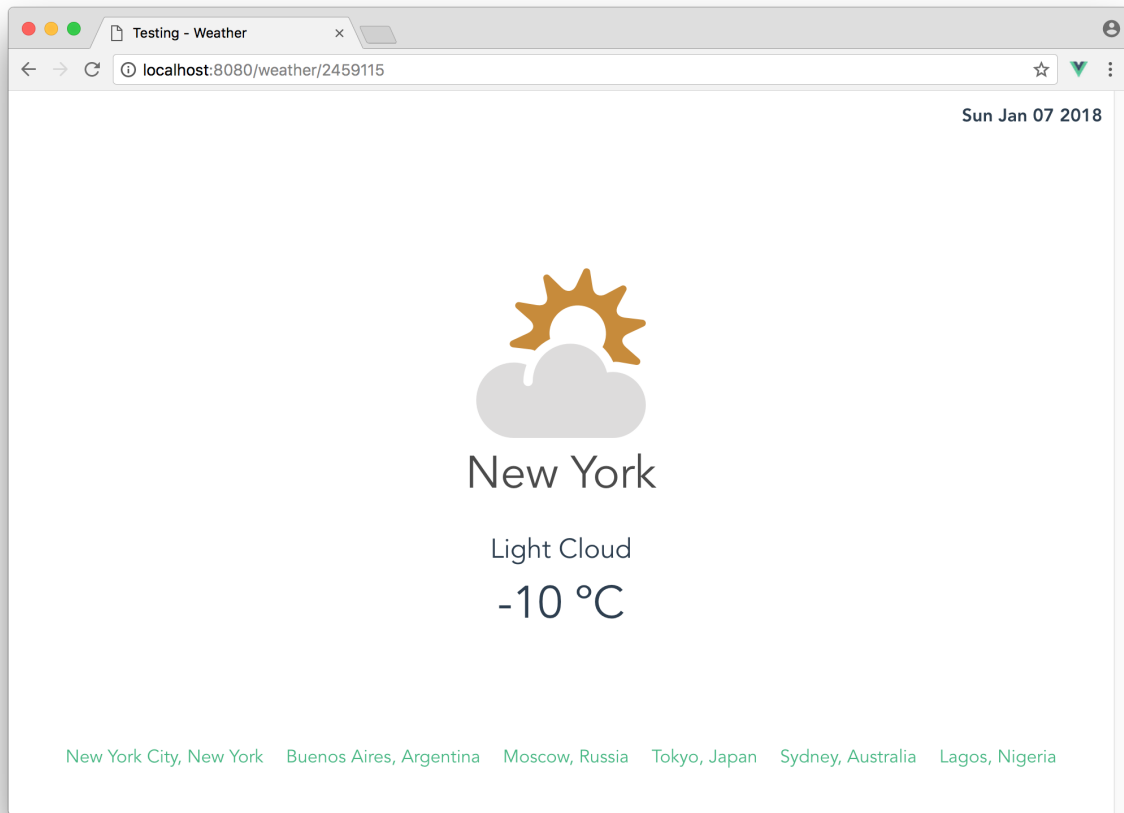 Testing - Weather
localhost:8080/weather/2459115
Sun Jan 07 2018
New York
Light Cloud
-10 ºC
New York City, New York Buenos Aires, Argentina Moscow, Russia Tokyo, Japan Sydney, Australia Lagos, Nigeria